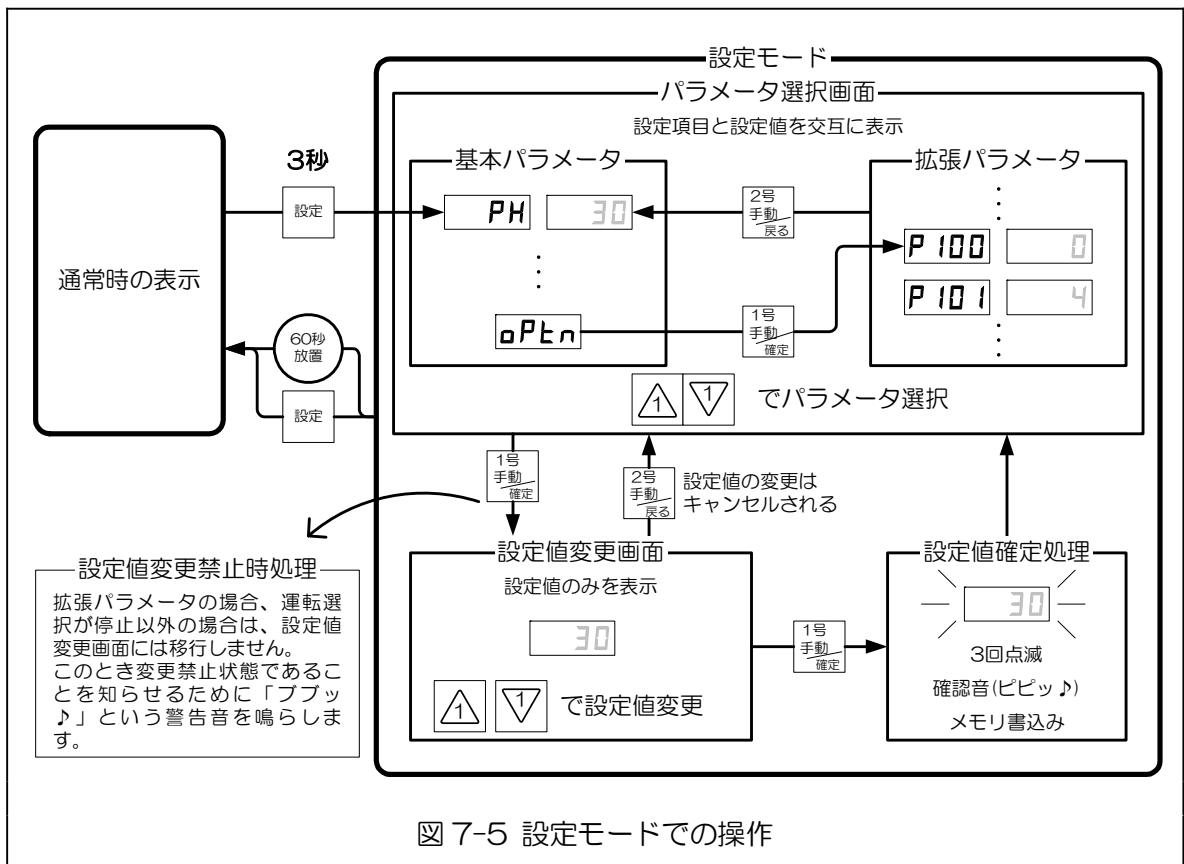 設定モード
パラメータ選択画面
設定項目と設定値を交互に表示
通常時の表示
3秒
設定
基本パラメータ
PH
30
oPtn
2号
手動
戻る
1号
手動
確定
拡張パラメータ
P100
0
P101
4
1
1
でパラメータ選択
60秒
放置
設定
1号
手動
確定
2号
手動
戻る
設定値の変更は
キャンセルされる
設定値変更禁止時処理
拡張パラメータの場合、運転選
択が停止以外の場合は、設定値
変更画面には移行しません。
このとき変更禁止状態であるこ
とを知らせるために「ブブッ
♪」という警告音を鳴らしま
す。
設定値変更画面
設定値のみを表示
30
1
1
で設定値変更
1号
手動
確定
設定値確定処理
30
3回点滅
確認音(ピピッ♪)
メモリ書込み
図 7-5 設定モードでの操作